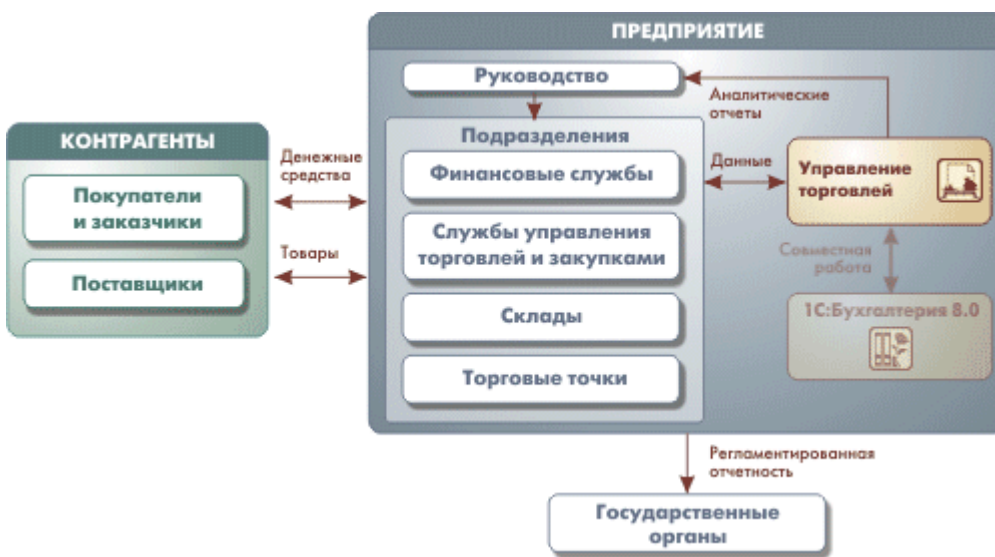 ПРЕДПРИЯТИЕ
Руководство
Аналитические
отчеты
КОНТРАГЕНТЫ
Покупатели
и заказчики
Поставщики
Денежные
средства
Товары
Подразделения
Финансовые службы
Службы управления
торговлей и закупками
Склады
Торговые точки
Данные
Управление
торговлей
Совместная
работа
1С:Бухгалтерия 8.0
Регламентированная
отчетность
Государственные
органы